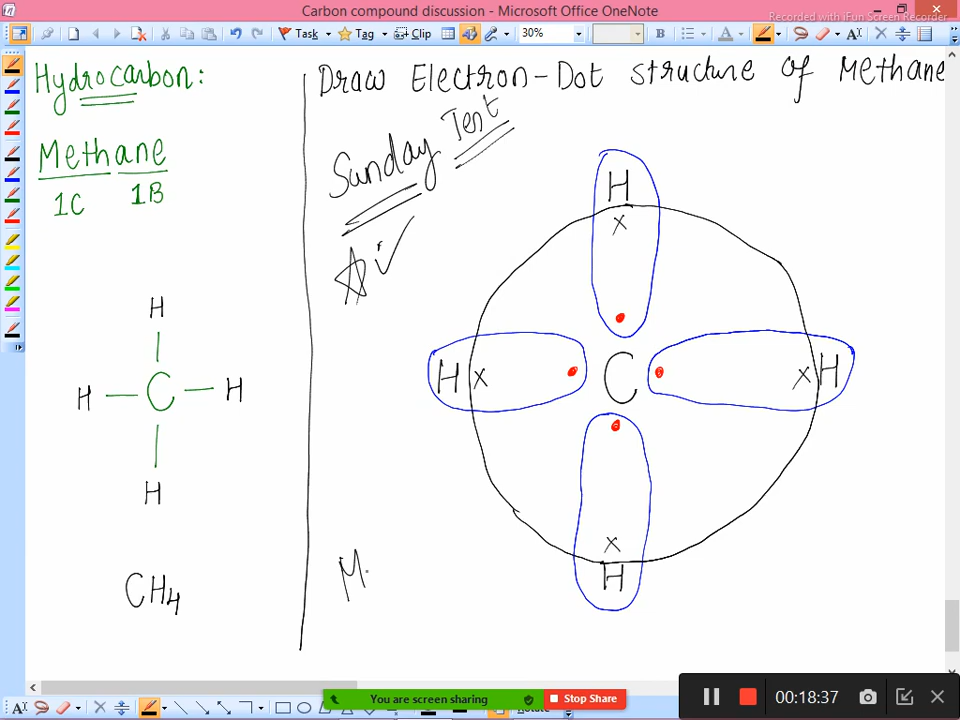 Carbon compound discussion - Microsoft Office OneNote
Recorded with iFun Screen Recorder
Task
Tag
Clip
30%
B
A
Hydrocarbon:
Draw Electron-Dot structure of Methane
Sunday Test
Methane
1C 1B
H
H C H
H
CH4
H
x
H x C x H
x
H
M
You are screen sharing
Stop Share
00:18:37